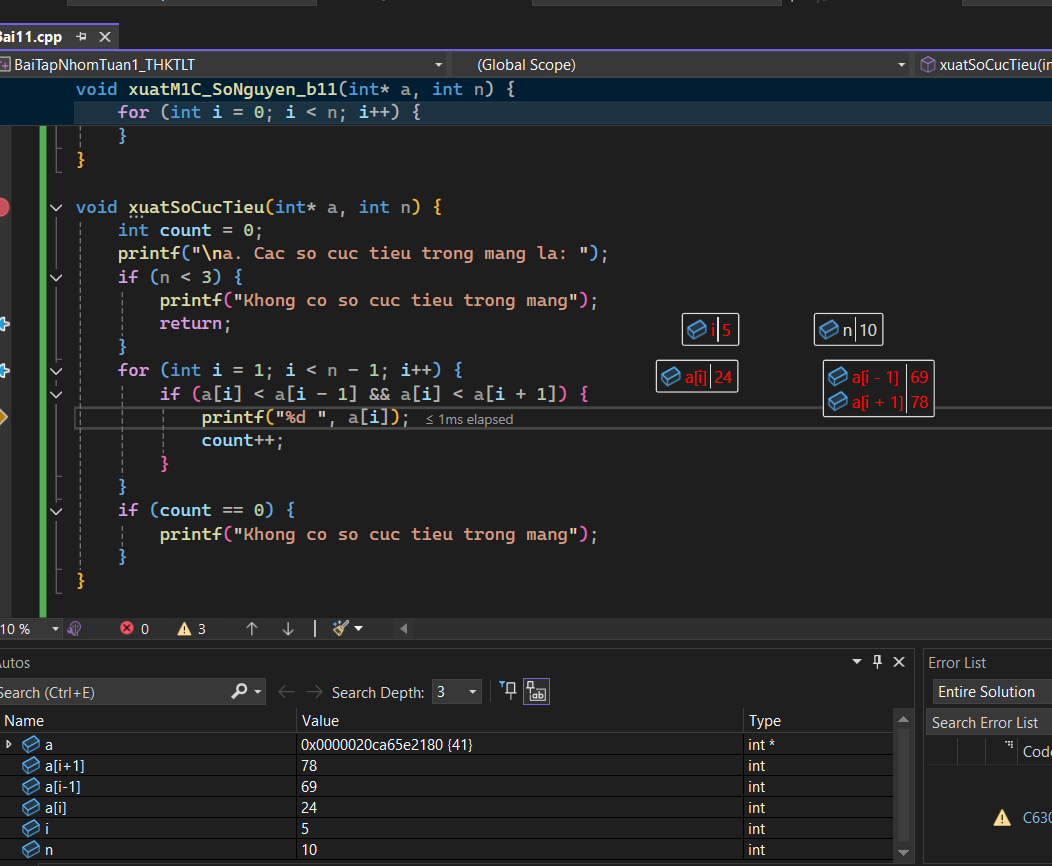 Bai11.cpp
BaiTapNhomTuan1_THKTLT
(Global Scope)
xuatSoCucTieu(in
void xuatM1C_SoNguyen_b11(int* a, int n) {
for (int i = 0; i < n; i++) {
}
}
void xuatSoCucTieu(int* a, int n) {
int count = 0;
printf("\na. Cac so cuc tieu trong mang la: ");
if (n < 3) {
printf("Khong co so cuc tieu trong mang");
return;
}
for (int i = 1; i < n - 1; i++) {
if (a[i] < a[i - 1] && a[i] < a[i + 1]) {
printf("%d ", a[i]); ≤ 1ms elapsed
count++;
}
}
if (count == 0) {
printf("Khong co so cuc tieu trong mang");
}
}
i 5
n 10
a[i] 24
a[i - 1] 69
a[i + 1] 78
10 %
0
3
Autos
Search (Ctrl+E)
Search Depth: 3
Name Value Type
a 0x0000020ca65e2180 {41} int *
a[i+1] 78 int
a[i-1] 69 int
a[i] 24 int
i 5 int
n 10 int
Error List
Entire Solution
Search Error List
Code
C630